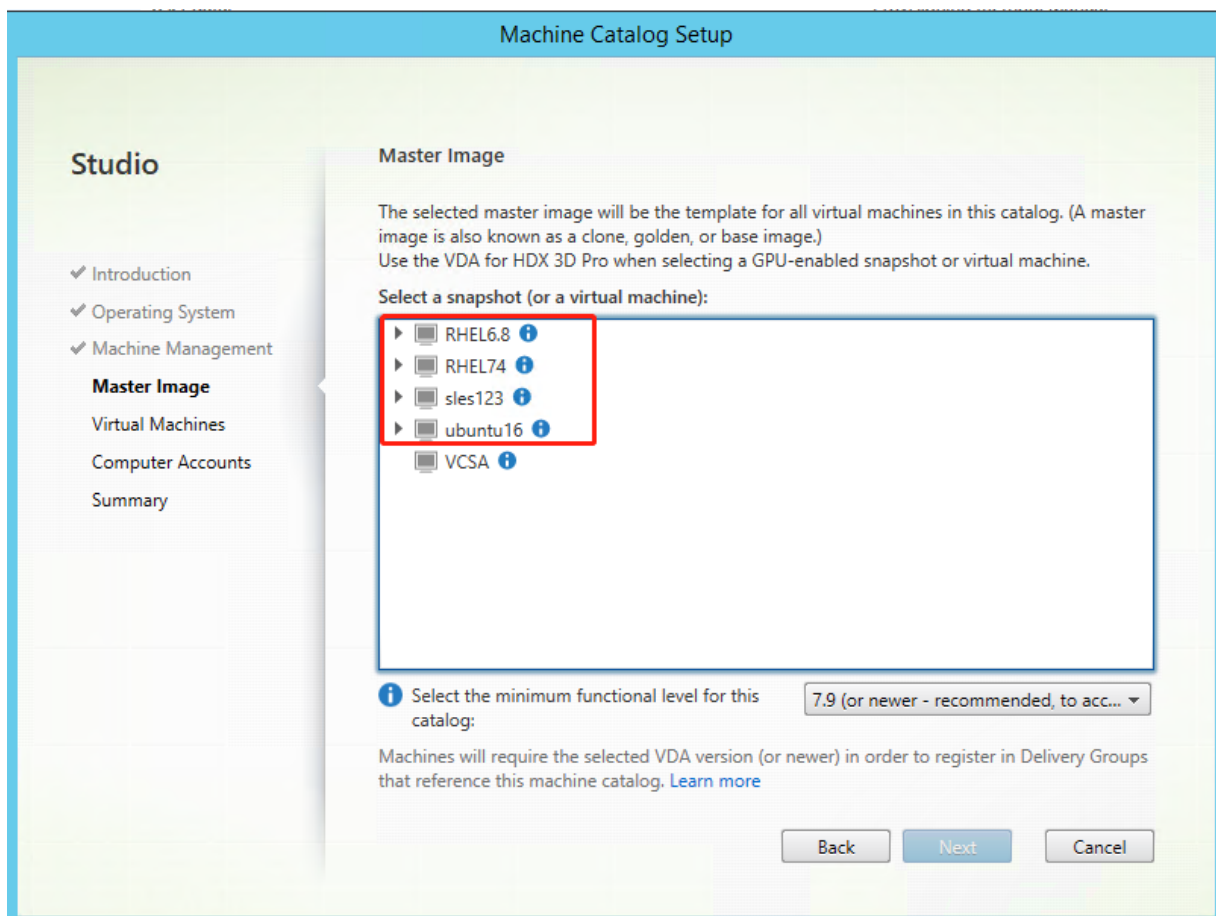 Machine Catalog Setup
Studio
Introduction
Operating System
Machine Management
Master Image
Virtual Machines
Computer Accounts
Summary
Master Image
The selected master image will be the template for all virtual machines in this catalog. (A master
image is also known as a clone, golden, or base image.)
Use the VDA for HDX 3D Pro when selecting a GPU-enabled snapshot or virtual machine.
Select a snapshot (or a virtual machine):
RHEL6.8
RHEL74
sles123
ubuntu16
VCSA
Select the minimum functional level for this
catalog:
7.9 (or newer - recommended, to acc...
Machines will require the selected VDA version (or newer) in order to register in Delivery Groups
that reference this machine catalog. Learn more
Back
Next
Cancel